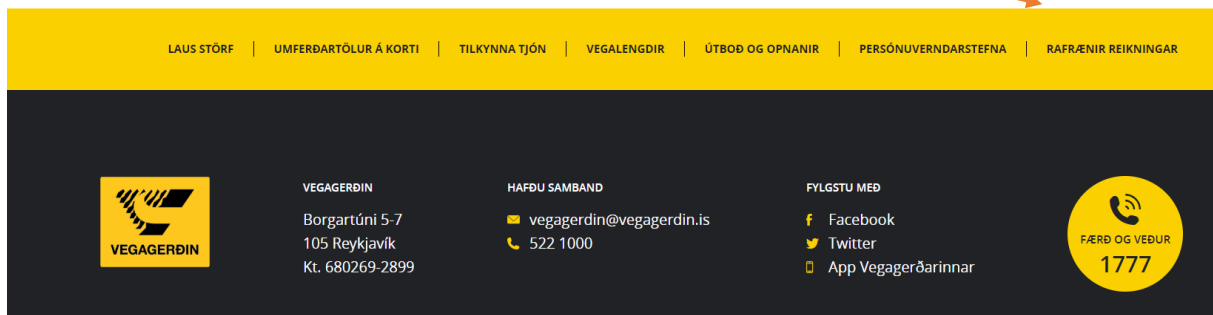 LAUS STÖRF | UMFERÐARTÖLUR Á KORTI | TILKYNNA TJÓN | VEGALENGDIR | ÚTBOÐ OG OPNANIR | PERSÓNUVERNDARSTEFNA | RAFRÆNIR REIKNINGAR
VEGAGERÐIN
VEGAGERÐIN
Borgartúni 5-7
105 Reykjavík
Kt. 680269-2899
HAFÐU SAMBAND
vegagerdin@vegagerdin.is
522 1000
FYLGSTU MEÐ
Facebook
Twitter
App Vegagerðarinnar
FÆRÐ OG VEÐUR
1777